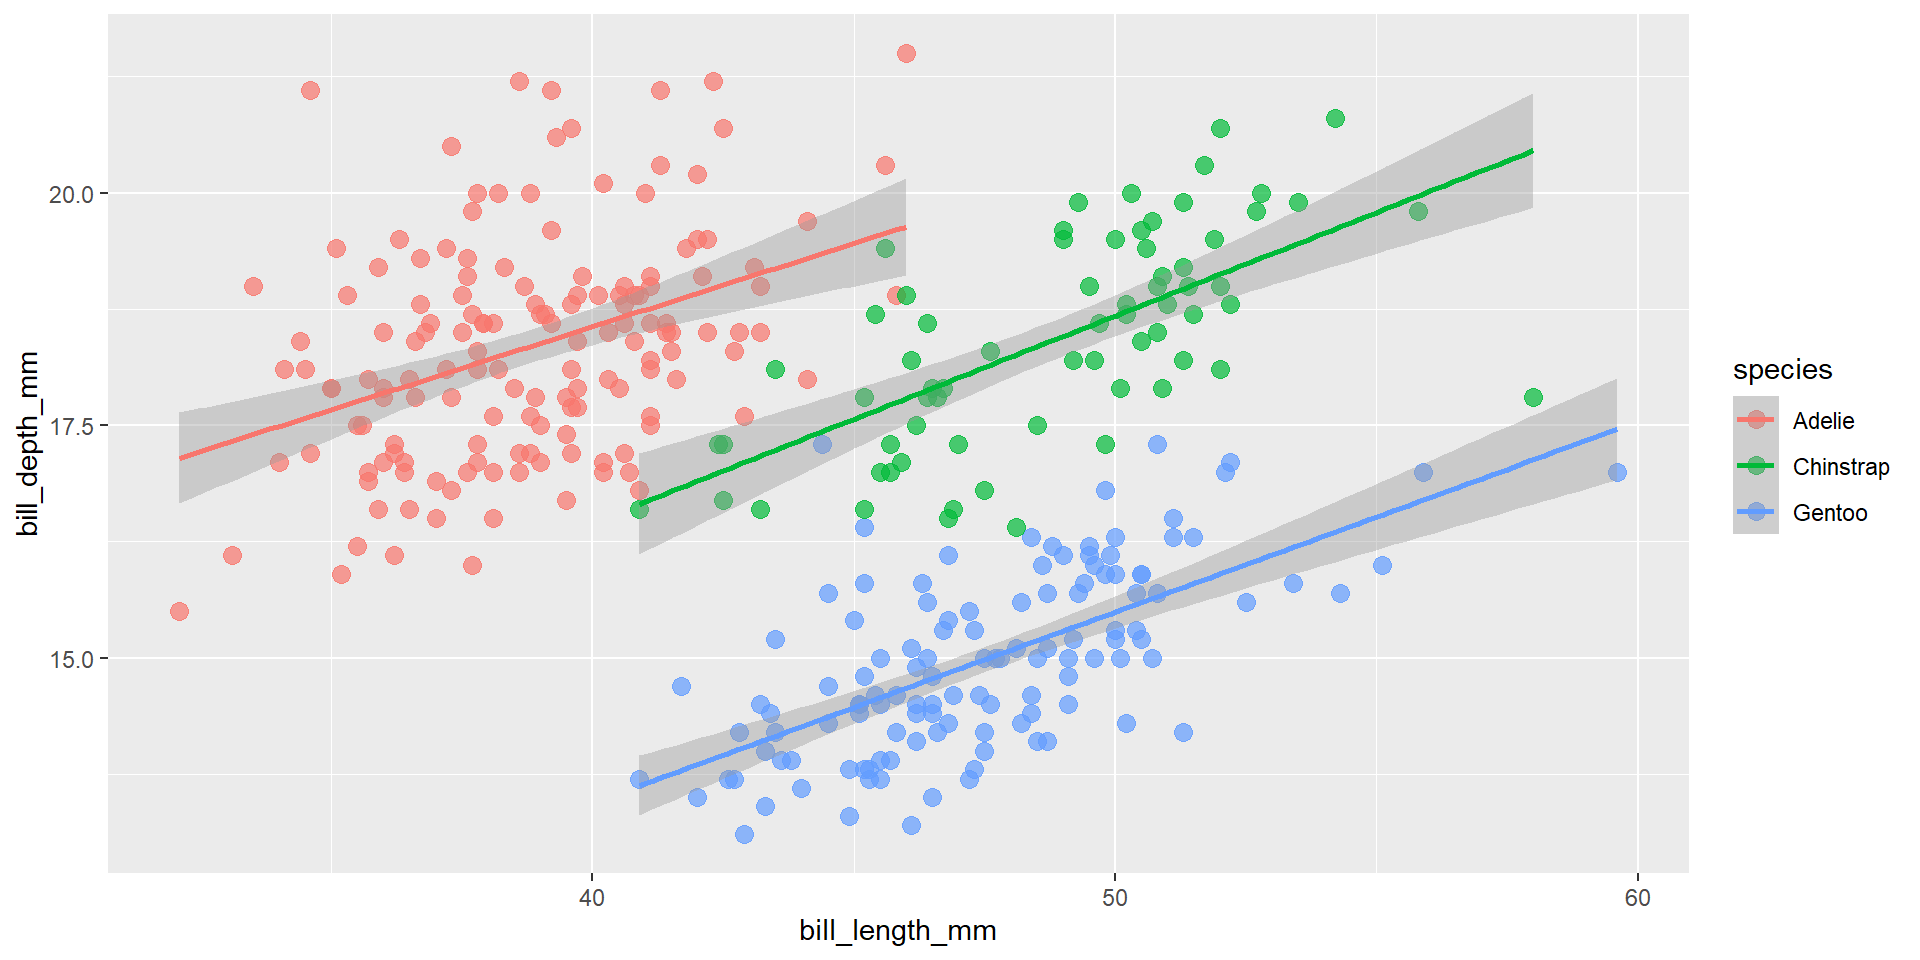 20.0
17.5
15.0
bill_depth_mm
40
50
60
bill_length_mm
species
Adelie
Chinstrap
Gentoo